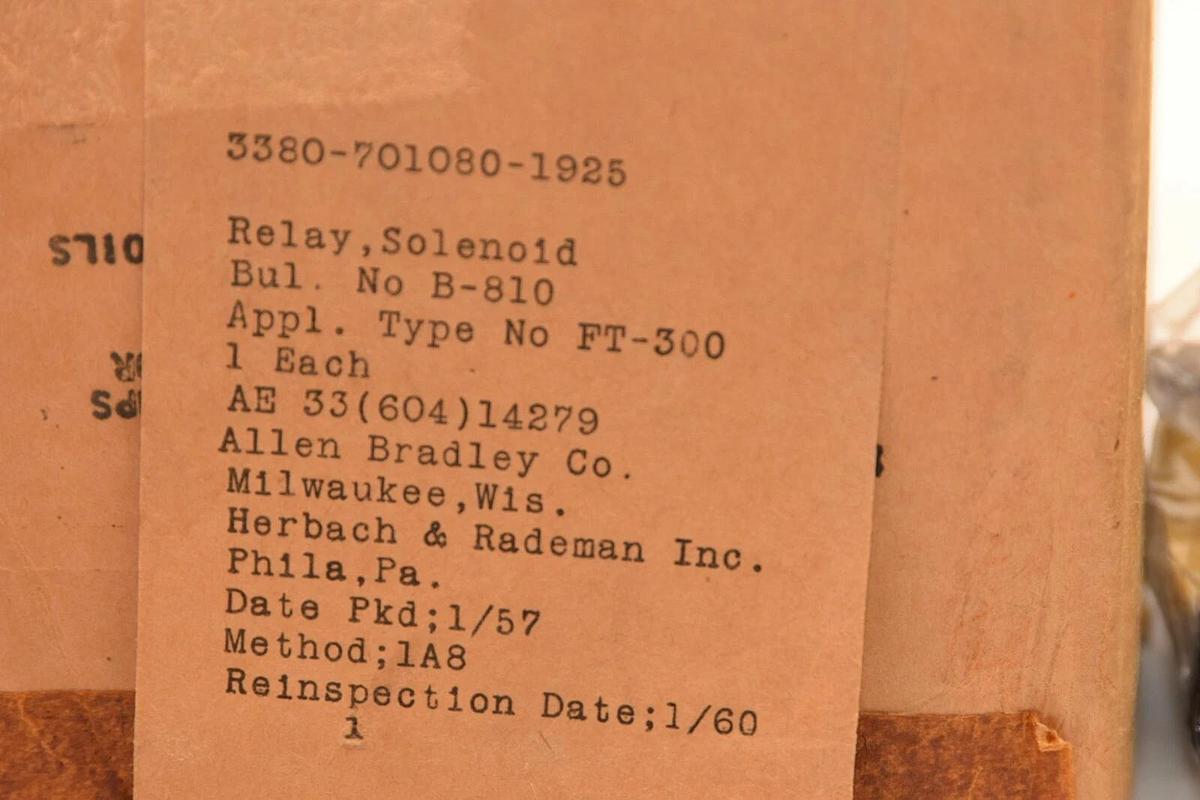 3380-701080-1925
Relay,Solenoid
Bul. No B-810
Appl. Type No FT-300
1 Each
AE 33(604)14279
Allen Bradley Co.
Milwaukee,Wis.
Herbach & Rademan Inc.
Phila,Pa.
Date Pkd;1/57
Method;1A8
Reinspection Date;1/60
1